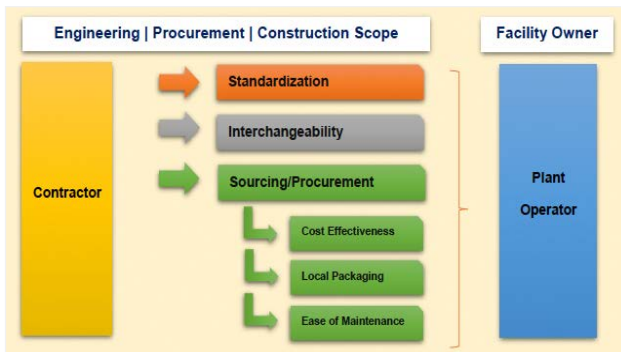 Engineering | Procurement | Construction Scope
Facility Owner
Contractor
Standardization
Intercheangeability
Sourcing/Procurement
Cost Effectiveness
Local Packaging
Ease of Maintenance
Plant
Operator